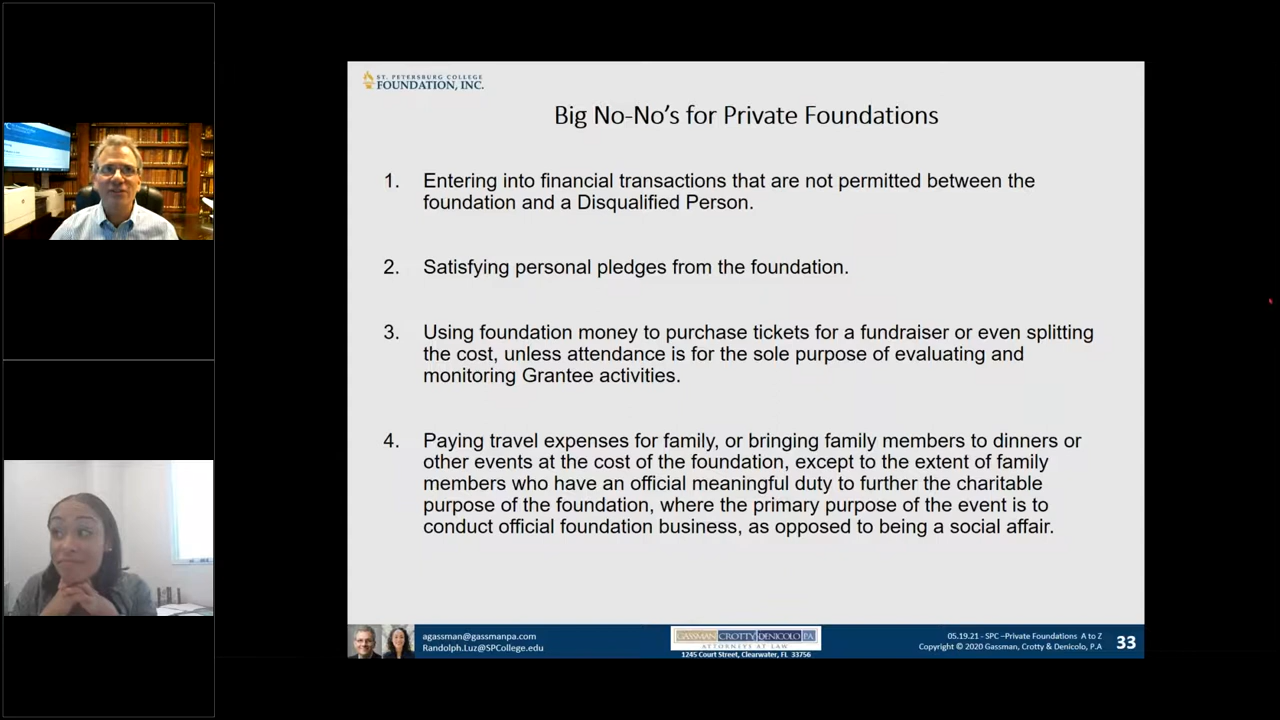 ST. PETERSBURG COLLEGE
FOUNDATION, INC.
Big No-No's for Private Foundations
1. Entering into financial transactions that are not permitted between the
foundation and a Disqualified Person.
2. Satisfying personal pledges from the foundation.
3. Using foundation money to purchase tickets for a fundraiser or even splitting
the cost, unless attendance is for the sole purpose of evaluating and
monitoring Grantee activities.
4. Paying travel expenses for family, or bringing family members to dinners or
other events at the cost of the foundation, except to the extent of family
members who have an official meaningful duty to further the charitable
purpose of the foundation, where the primary purpose of the event is to
conduct official foundation business, as opposed to being a social affair.
agassman@gassmanpa.com
Randolph.Luz@SPCollege.edu
GASSMAN CROTTY DENICOLO PA
ATTORNEYS AT LAW
1245 Court Street, Clearwater, FL 33756
05.19.21 - SPC –Private Foundations A to Z
Copyright © 2020 Gassman, Crotty & Denicolo, P.A
33